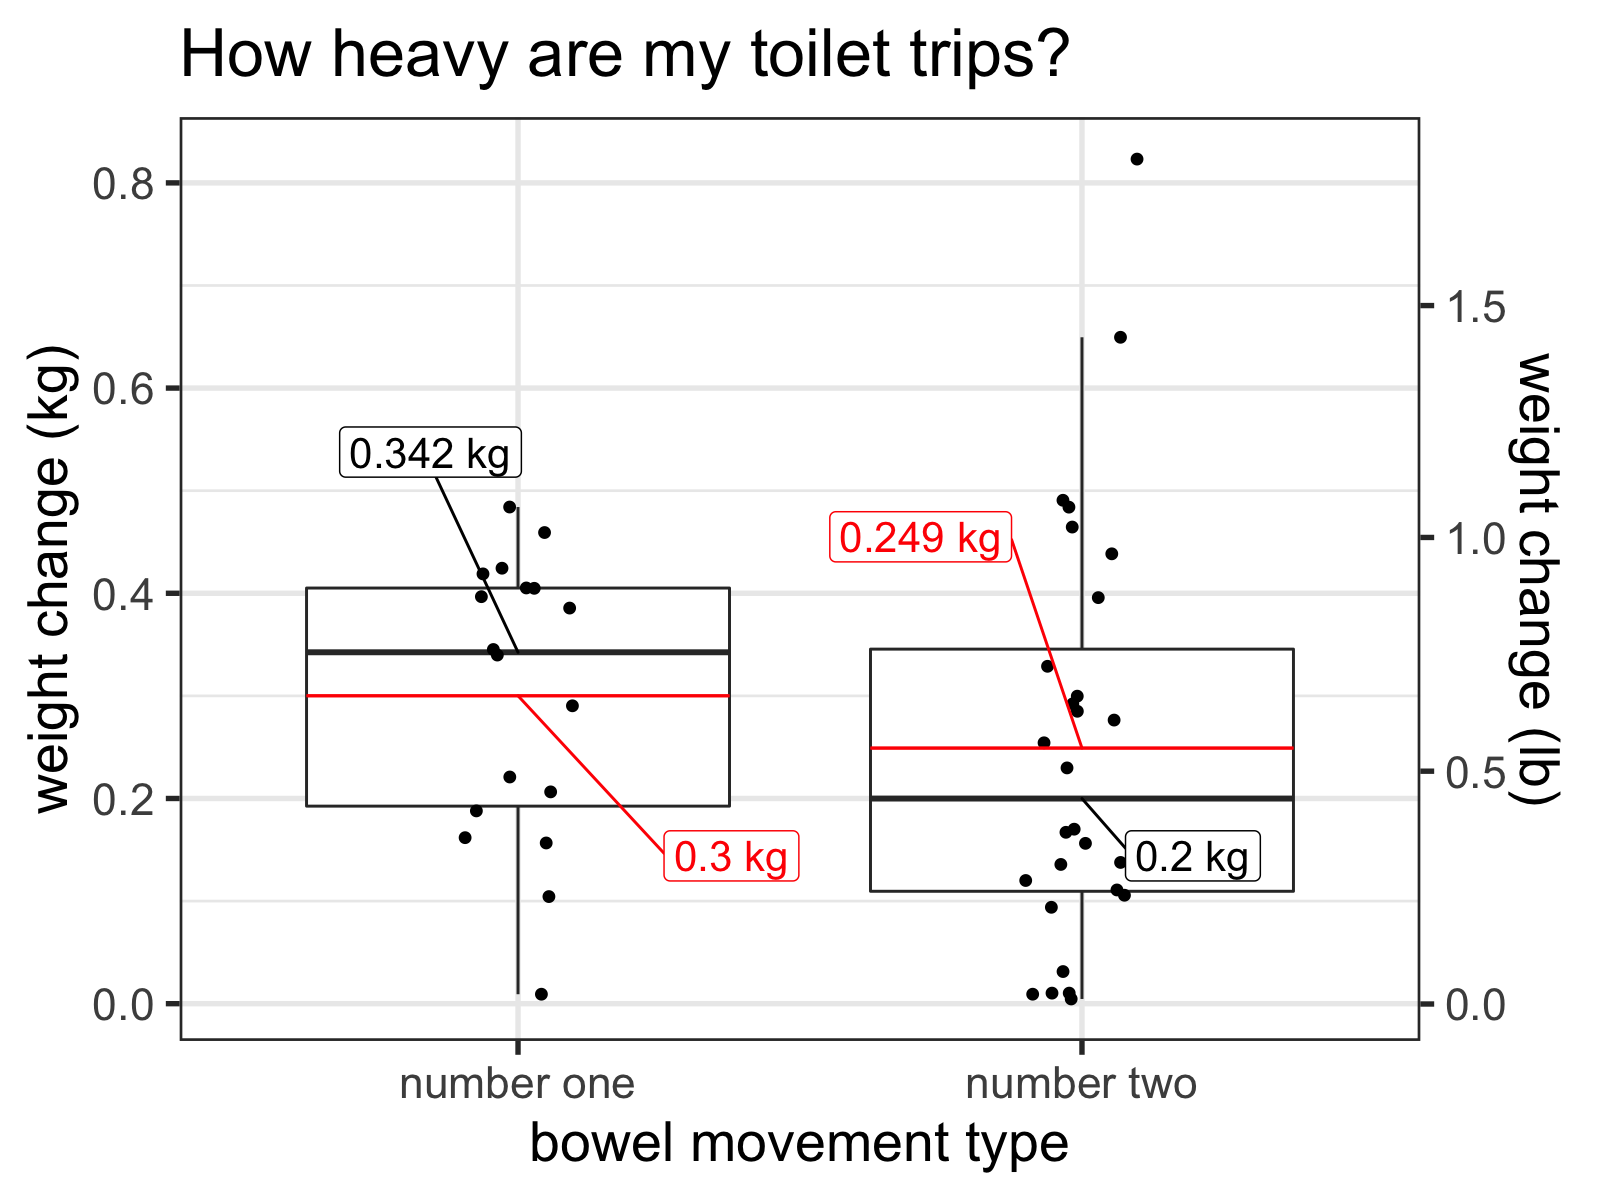 How heavy are my toilet trips?
weight change (kg)
0.8
0.6
0.4
0.2
0.0
0.342 kg
0.3 kg
0.249 kg
0.2 kg
1.5
1.0
0.5
0.0
weight change (lb)
number one
number two
bowel movement type